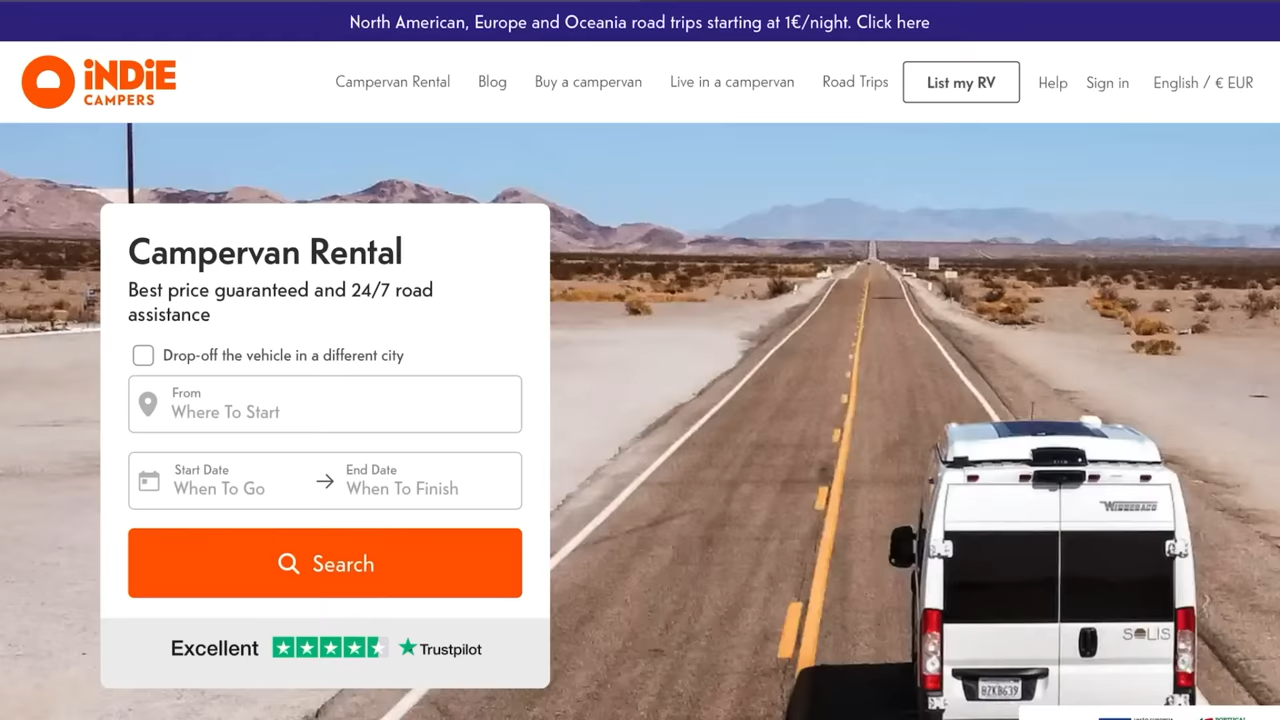 North American, Europe and Oceania road trips starting at 1€/night. Click here
iNDiE
CAMPERS
Campervan Rental
Blog
Buy a campervan
Live in a campervan
Road Trips
List my RV
Help
Sign in
English / € EUR
Campervan Rental
Best price guaranteed and 24/7 road
assistance
Drop-off the vehicle in a different city
From
Where To Start
Start Date
When To Go
End Date
When To Finish
Search
Excellent
Trustpilot
WINNEBAGO
SOLIS